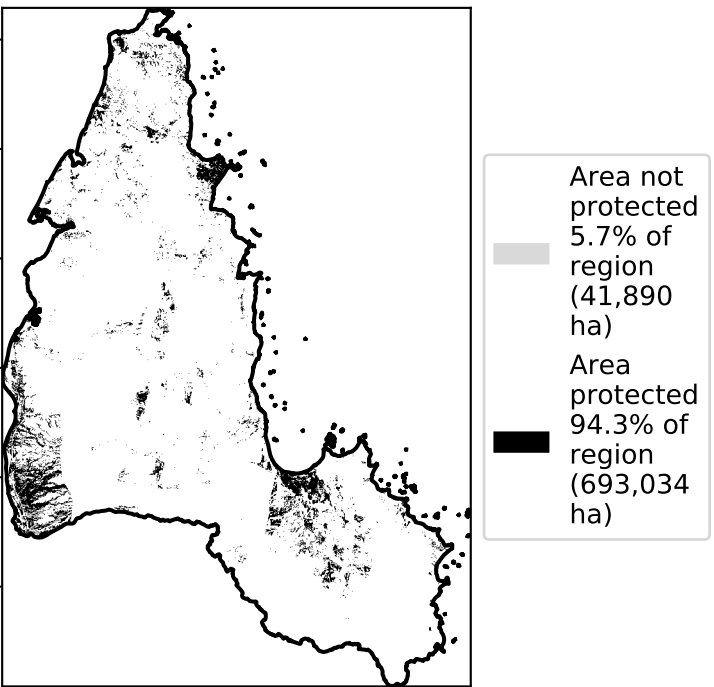 Area not
protected
5.7% of
region
(41,890
ha)
Area
protected
94.3% of
region
(693,034
ha)